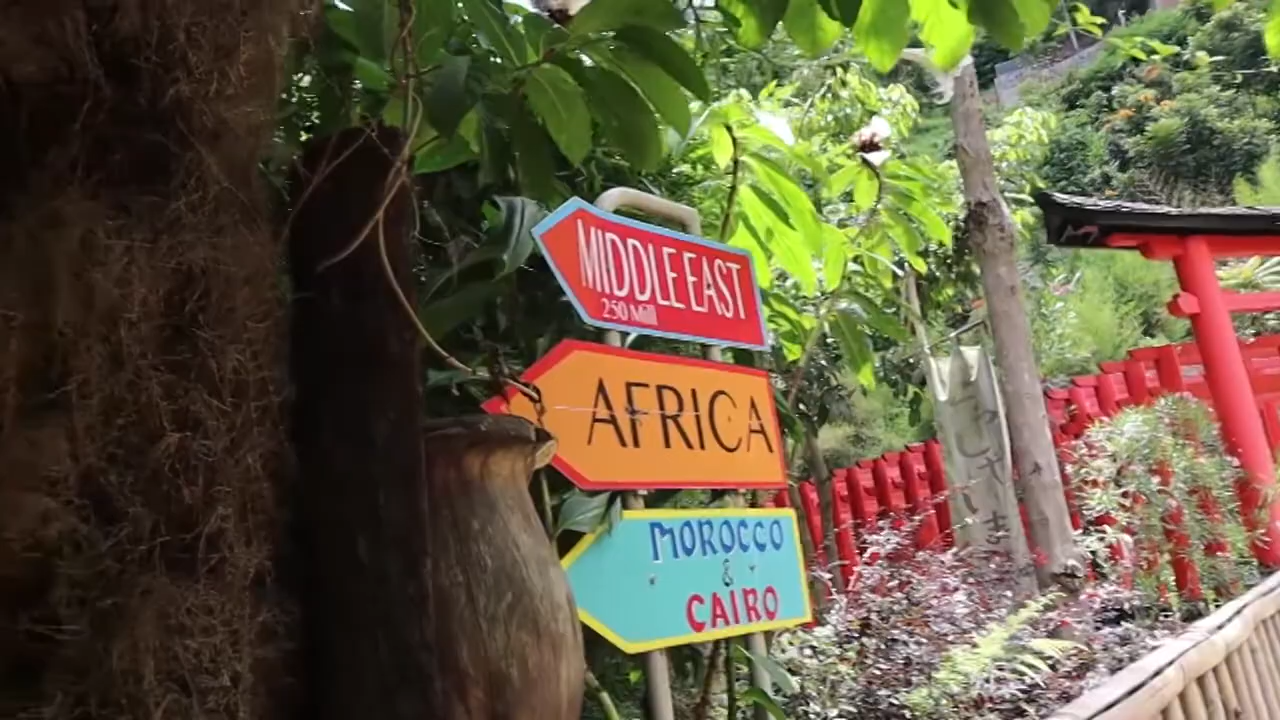 MIDDLE EAST
250 Mill
AFRICA
MOROCCO
&
CAIRO